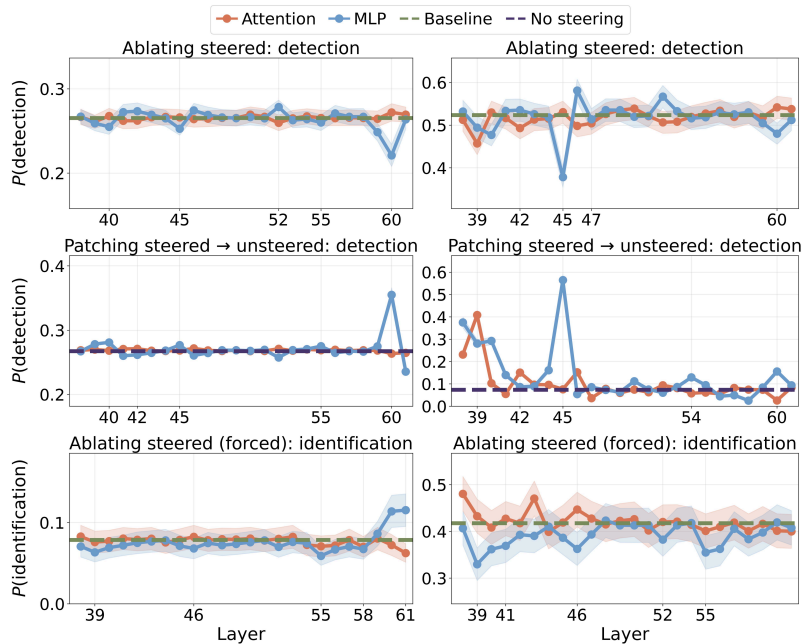 Attention MLP Baseline No steering
Ablating steered: detection
Ablating steered: detection
P(detection)
0.3
0.2
40 45 52 55 60
0.6
0.5
0.4
39 42 45 47 60
Patching steered → unsteered: detection
Patching steered → unsteered: detection
P(detection)
0.4
0.3
0.2
40 42 45 55 60
0.6
0.5
0.4
0.3
0.2
0.1
0.0
39 42 45 54 60
Ablating steered (forced): identification
Ablating steered (forced): identification
P(identification)
0.1
0.0
39 46 55 58 61
Layer
0.5
0.4
0.3
39 41 46 52 55
Layer